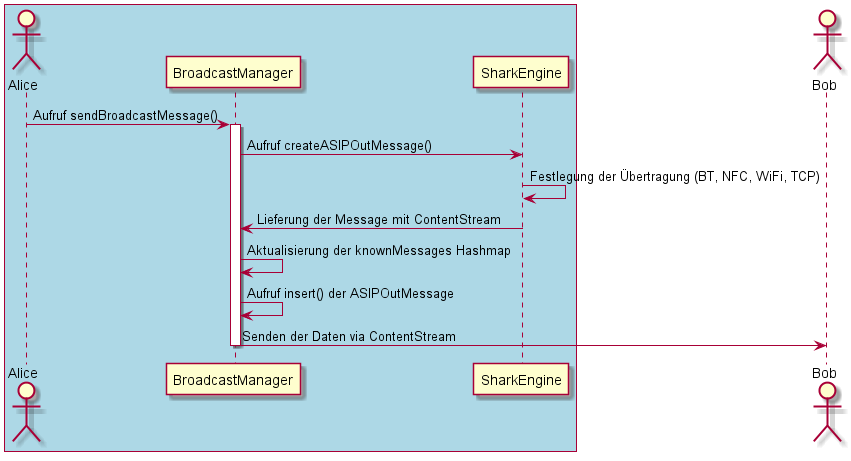 Alice
BroadcastManager
SharkEngine
Bob
Aufruf sendBroadcastMessage()
Aufruf createASIPOutMessage()
Festlegung der Übertragung (BT, NFC, WiFi, TCP)
Lieferung der Message mit ContentStream
Aktualisierung der knownMessages Hashmap
Aufruf insert() der ASIPOutMessage
Senden der Daten via ContentStream
Alice
BroadcastManager
SharkEngine
Bob